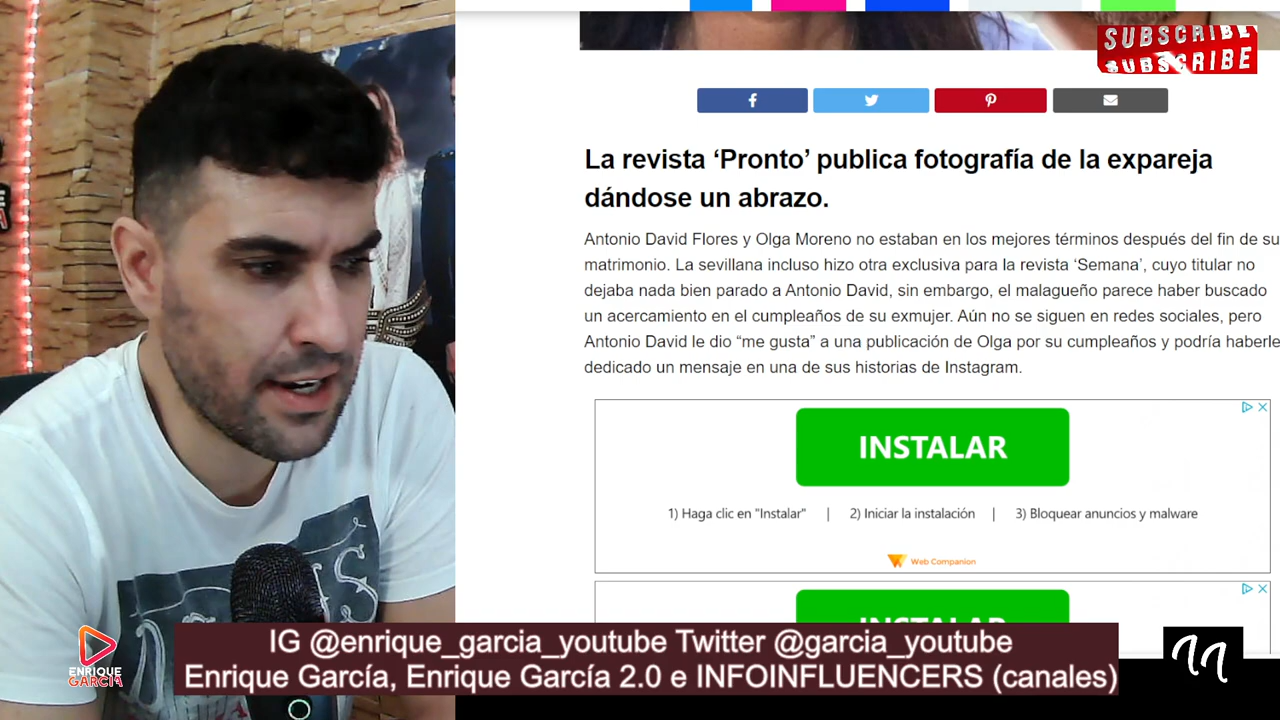 SUBSCRIBE
SUBSCRIBE
La revista ‘Pronto’ publica fotografía de la expareja
dándose un abrazo.
Antonio David Flores y Olga Moreno no estaban en los mejores términos después del fin de su
matrimonio. La sevillana incluso hizo otra exclusiva para la revista ‘Semana’, cuyo titular no
dejaba nada bien parado a Antonio David, sin embargo, el malagueño parece haber buscado
un acercamiento en el cumpleaños de su exmujer. Aún no se siguen en redes sociales, pero
Antonio David le dio “me gusta” a una publicación de Olga por su cumpleaños y podría haberle
dedicado un mensaje en una de sus historias de Instagram.
INSTALAR
1) Haga clic en "Instalar" | 2) Iniciar la instalación | 3) Bloquear anuncios y malware
Web Companion
INSTALAR
IG @enrique_garcia_youtube Twitter @garcia_youtube
Enrique García, Enrique García 2.0 e INFONFLUENCERS (canales)
ENRIQUE
GARCÍA